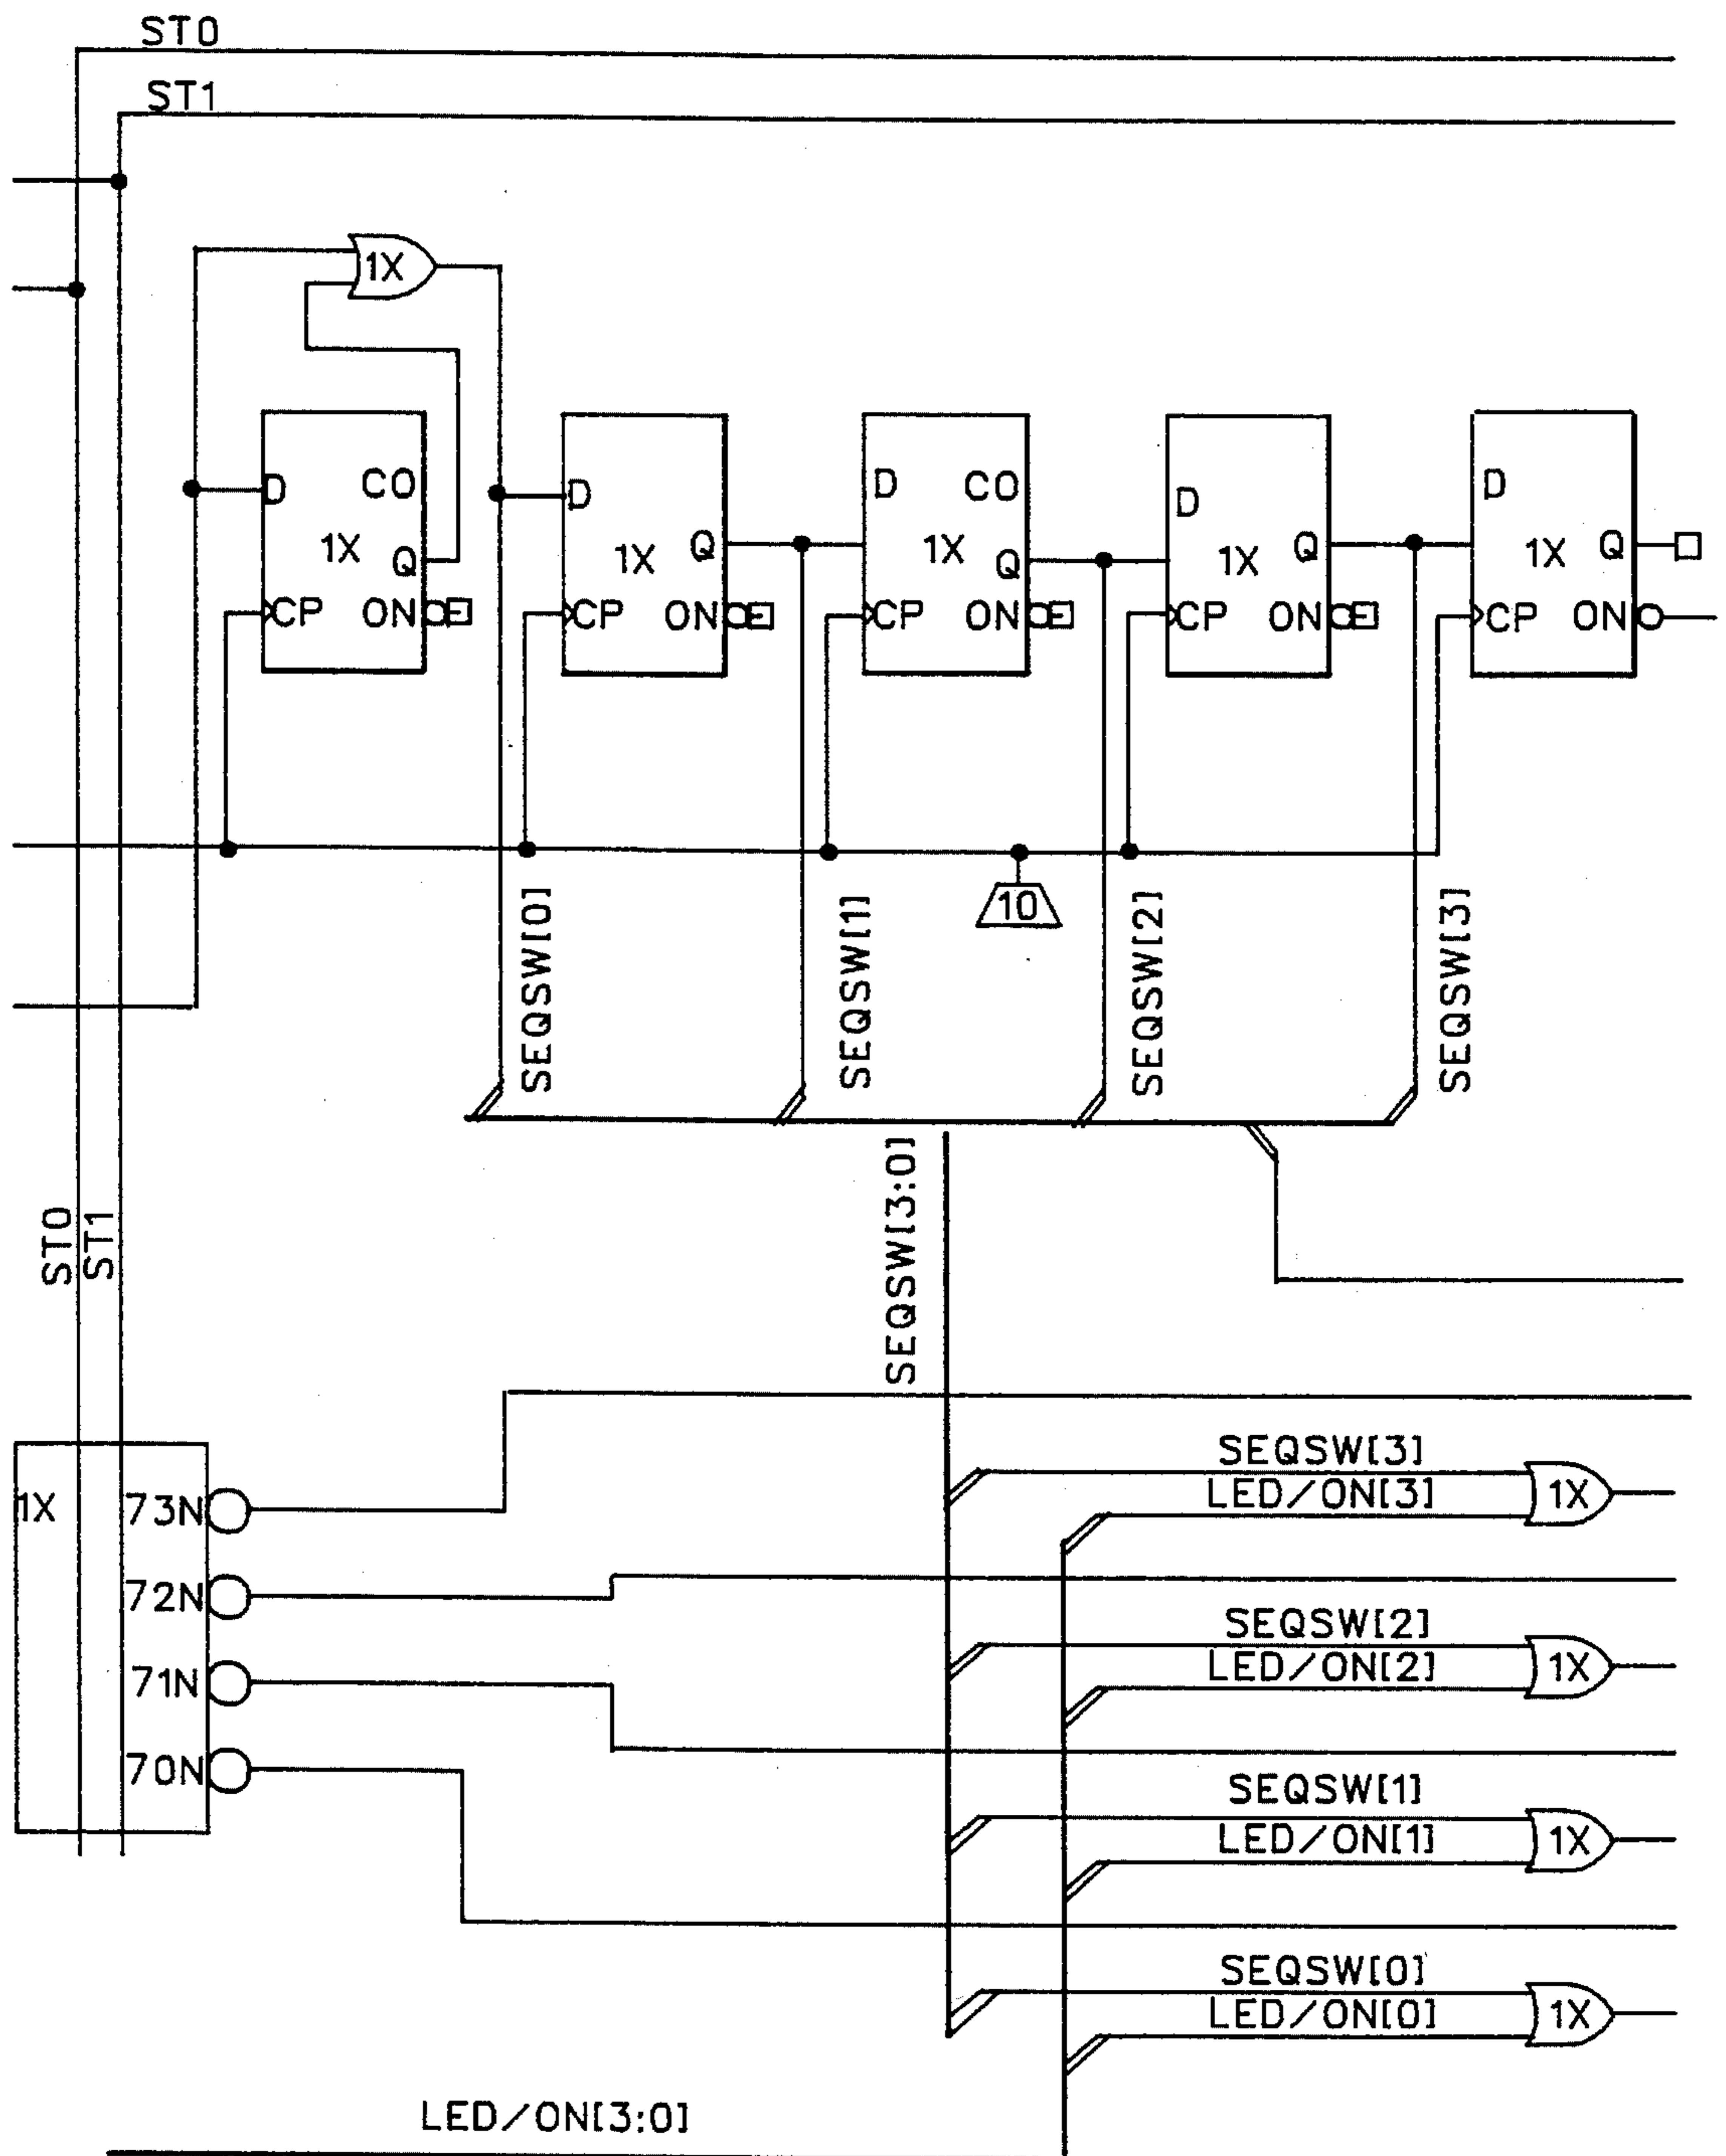 ST0
ST1
1X
D CO
1X Q
CP ON
D
1X Q
CP ON
D CO
1X Q
CP ON
D
1X Q
CP ON
D
1X Q
CP ON
10
SEQSW[0]
SEQSW[1]
SEQSW[2]
SEQSW[3]
SEQSW[3:0]
ST0
ST1
1X
73N
72N
71N
70N
SEQSW[3]
LED/ON[3]
1X
SEQSW[2]
LED/ON[2]
1X
SEQSW[1]
LED/ON[1]
1X
SEQSW[0]
LED/ON[0]
1X
LED/ON[3:0]